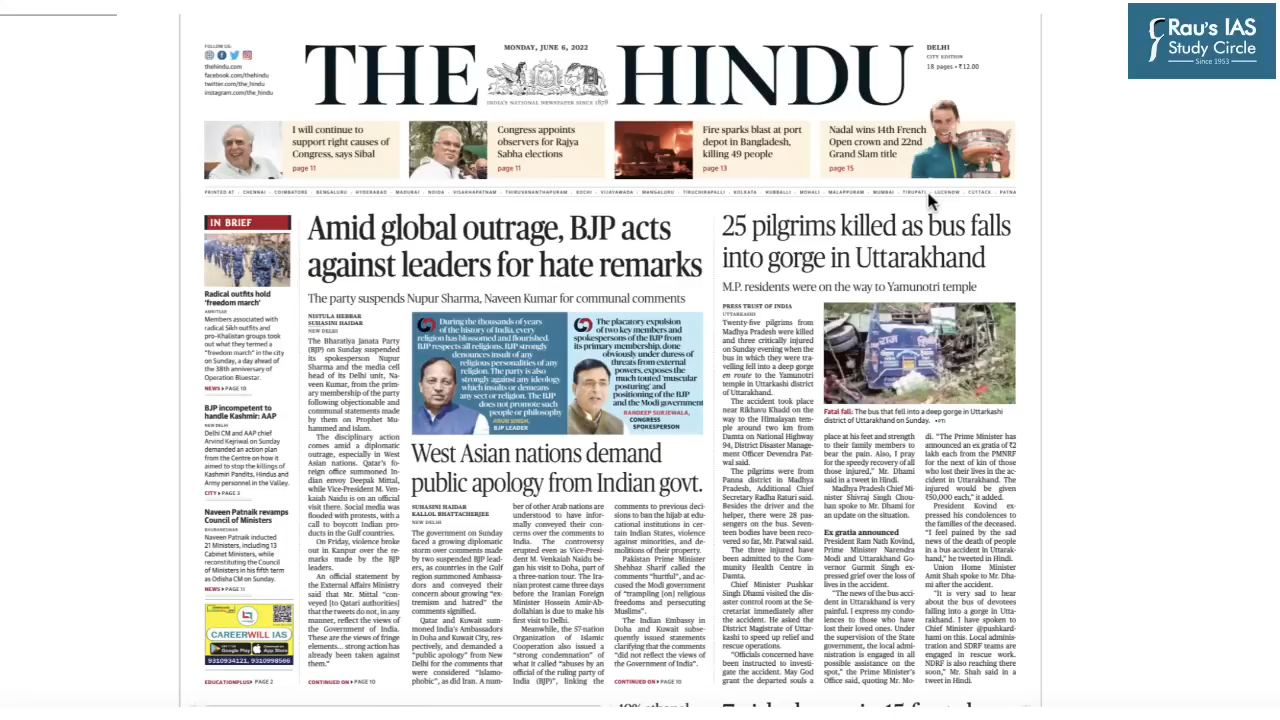 Rau's IAS
Study Circle
Since 1953
FOLLOW US:
thehindu.com
facebook.com/thehindu
twitter.com/the_hindu
instagram.com/the_hindu
MONDAY, JUNE 6, 2022
THE HINDU
INDIA'S NATIONAL NEWSPAPER SINCE 1878
DELHI
CITY EDITION
18 pages • ₹12.00
I will continue to
support right causes of
Congress, says Sibal
page 11
Congress appoints
observers for Rajya
Sabha elections
page 11
Fire sparks blast at port
depot in Bangladesh,
killing 49 people
page 13
Nadal wins 14th French
Open crown and 22nd
Grand Slam title
page 15
PRINTED AT • CHENNAI • COIMBATORE • BENGALURU • HYDERABAD • MADURAI • NOIDA • VISAKHAPATNAM • THIRUVANANTHAPURAM • KOCHI • VIJAYAWADA • MANGALURU • TIRUCHIRAPALLI • KOLKATA • HUBBALLI • MOHALI • MALAPPURAM • MUMBAI • TIRUPATI • LUCKNOW • CUTTACK • PATNA
IN BRIEF
Radical outfits hold
'freedom march'
AMRITSAR
Members associated with
radical Sikh outfits and
pro-Khalistan groups took
out what they termed a
"freedom march" in the city
on Sunday, a day ahead of
the 38th anniversary of
Operation Bluestar.
NEWS ▸ PAGE 10
BJP incompetent to
handle Kashmir: AAP
NEW DELHI
Delhi CM and AAP chief
Arvind Kejriwal on Sunday
demanded an action plan
from the Centre on how it
aimed to stop the killings of
Kashmir Pandits, Hindus and
Army personnel in the Valley.
CITY ▸ PAGE 3
Naveen Patnaik revamps
Council of Ministers
BHUBANESWAR
Naveen Patnaik inducted
21 Ministers, including 13
Cabinet Ministers, while
reconstituting the Council
of Ministers in his fifth term
as Odisha CM on Sunday.
NEWS ▸ PAGE 11
CAREERWILL IAS
Google Play
App Store
9310934121, 9310998566
EDUCATIONPLUS ▸ PAGE 2
Amid global outrage, BJP acts
against leaders for hate remarks
The party suspends Nupur Sharma, Naveen Kumar for communal comments
NISTULA HEBBAR
SUHASINI HAIDAR
NEW DELHI
The Bharatiya Janata Party
(BJP) on Sunday suspended
its spokesperson Nupur
Sharma and the media cell
head of its Delhi unit, Na-
veen Kumar, from the prim-
ary membership of the party
following objectionable and
communal statements made
by them on Prophet Mu-
hammed and Islam.
The disciplinary action
comes amid a diplomatic
outrage, especially in West
Asian nations. Qatar's fo-
reign office summoned In-
dian envoy Deepak Mittal,
while Vice-President M. Ven-
kaiah Naidu is on an official
visit there. Social media was
flooded with protests, with a
call to boycott Indian pro-
ducts in the Gulf countries.
On Friday, violence broke
out in Kanpur over the re-
marks made by the BJP
leaders.
An official statement by
the External Affairs Ministry
said that Mr. Mittal "con-
veyed [to Qatari authorities]
that the tweets do not, in any
manner, reflect the views of
the Government of India.
These are the views of fringe
elements... strong action has
already been taken against
them."
CONTINUED ON ▸ PAGE 10
During the thousands of years
of the history of India, every
religion has blossomed and flourished.
BJP respects all religions. BJP strongly
denounces insult of any
religious personalities of any
religion. The party is also
strongly against any ideology
which insults or demeans
any sect or religion. The BJP
does not promote such
people or philosophy
ARUN SINGH,
BJP LEADER
The placatory expulsion
of two key members and
spokespersons of the BJP from
its primary membership, done
obviously under duress of
threats from external
powers, exposes the
much touted 'muscular
posturing' and
positioning of the BJP
and the Modi government
RANDEEP SURJEWALA,
CONGRESS
SPOKESPERSON
West Asian nations demand
public apology from Indian govt.
SUHASINI HAIDAR
KALLOL BHATTACHERJEE
NEW DELHI
The government on Sunday
faced a growing diplomatic
storm over comments made
by two suspended BJP lead-
ers, as countries in the Gulf
region summoned Ambassa-
dors and conveyed their
concern about growing "ex-
tremism and hatred" the
comments signified.
Qatar and Kuwait sum-
moned India's Ambassadors
in Doha and Kuwait City, res-
pectively, and demanded a
"public apology" from New
Delhi for the comments that
were considered "Islamo-
phobic", as did Iran. A num-
ber of other Arab nations are
understood to have infor-
mally conveyed their con-
cerns over the comments to
India. The controversy
erupted even as Vice-Presi-
dent M. Venkaiah Naidu be-
gan his visit to Doha, part of
a three-nation tour. The Ira-
nian protest came three days
before the Iranian Foreign
Minister Hossein Amir-Ab-
dollahian is due to make his
first visit to Delhi.
Meanwhile, the 57-nation
Organization of Islamic
Cooperation also issued a
"strong condemnation" of
what it called "abuses by an
official of the ruling party of
India (BJP)", linking the
comments to previous deci-
sions to ban the hijab at edu-
cational institutions in cer-
tain Indian States, violence
against minorities, and de-
molitions of their property.
Pakistan Prime Minister
Shehbaz Sharif called the
comments "hurtful", and ac-
cused the Modi government
of "trampling [on] religious
freedoms and persecuting
Muslims".
The Indian Embassy in
Doha and Kuwait subse-
quently issued statements
clarifying that the comments
"did not reflect the views of
the Government of India".
CONTINUED ON ▸ PAGE 10
25 pilgrims killed as bus falls
into gorge in Uttarakhand
M.P. residents were on the way to Yamunotri temple
PRESS TRUST OF INDIA
UTTARKASHI
Twenty-five pilgrims from
Madhya Pradesh were killed
and three critically injured
on Sunday evening when the
bus in which they were tra-
velling fell into a deep gorge
en route to the Yamunotri
temple in Uttarkashi district
of Uttarakhand.
The accident took place
near Rikhavu Khadd on the
way to the Himalayan tem-
ple around two km from
Damta on National Highway
94, District Disaster Manage-
ment Officer Devendra Pat-
wal said.
The pilgrims were from
Panna district in Madhya
Pradesh, Additional Chief
Secretary Radha Raturi said.
Besides the driver and the
helper, there were 28 pas-
sengers on the bus. Seven-
teen bodies have been reco-
vered so far, Mr. Patwal said.
The three injured have
been admitted to the Com-
munity Health Centre in
Damta.
Chief Minister Pushkar
Singh Dhami visited the dis-
aster control room at the Se-
cretariat immediately after
the accident. He asked the
District Magistrate of Uttar-
kashi to speed up relief and
rescue operations.
"Officials concerned have
been instructed to investi-
gate the accident. May God
grant the departed souls a
Fatal fall: The bus that fell into a deep gorge in Uttarkashi
district of Uttarakhand on Sunday. •PTI
place at his feet and strength
to their family members to
bear the pain. Also, I pray
for the speedy recovery of all
those injured," Mr. Dhami
said in a tweet in Hindi.
Madhya Pradesh Chief Mi-
nister Shivraj Singh Chou-
han spoke to Mr. Dhami for
an update on the situation.
Ex gratia announced
President Ram Nath Kovind,
Prime Minister Narendra
Modi and Uttarakhand Go-
vernor Gurmit Singh ex-
pressed grief over the loss of
lives in the accident.
"The news of the bus acci-
dent in Uttarakhand is very
painful. I express my condo-
lences to those who have
lost their loved ones. Under
the supervision of the State
government, the local admi-
nistration is engaged in all
possible assistance on the
spot," the Prime Minister's
Office said, quoting Mr. Mo-
di. "The Prime Minister has
announced an ex gratia of ₹2
lakh each from the PMNRF
for the next of kin of those
who lost their lives in the ac-
cident in Uttarakhand. The
injured would be given
₹50,000 each," it added.
President Kovind ex-
pressed his condolences to
the families of the deceased.
"I feel pained by the sad
news of the death of people
in a bus accident in Uttarak-
hand," he tweeted in Hindi.
Union Home Minister
Amit Shah spoke to Mr. Dha-
mi after the accident.
"It is very sad to
hear about the bus of devotees
falling into a gorge in Utta-
rakhand. I have spoken to
Chief Minister @pushkard-
hami on this. Local adminis-
tration and SDRF teams are
engaged in rescue work.
NDRF is also reaching there
soon," Mr. Shah said in a
tweet in Hindi.